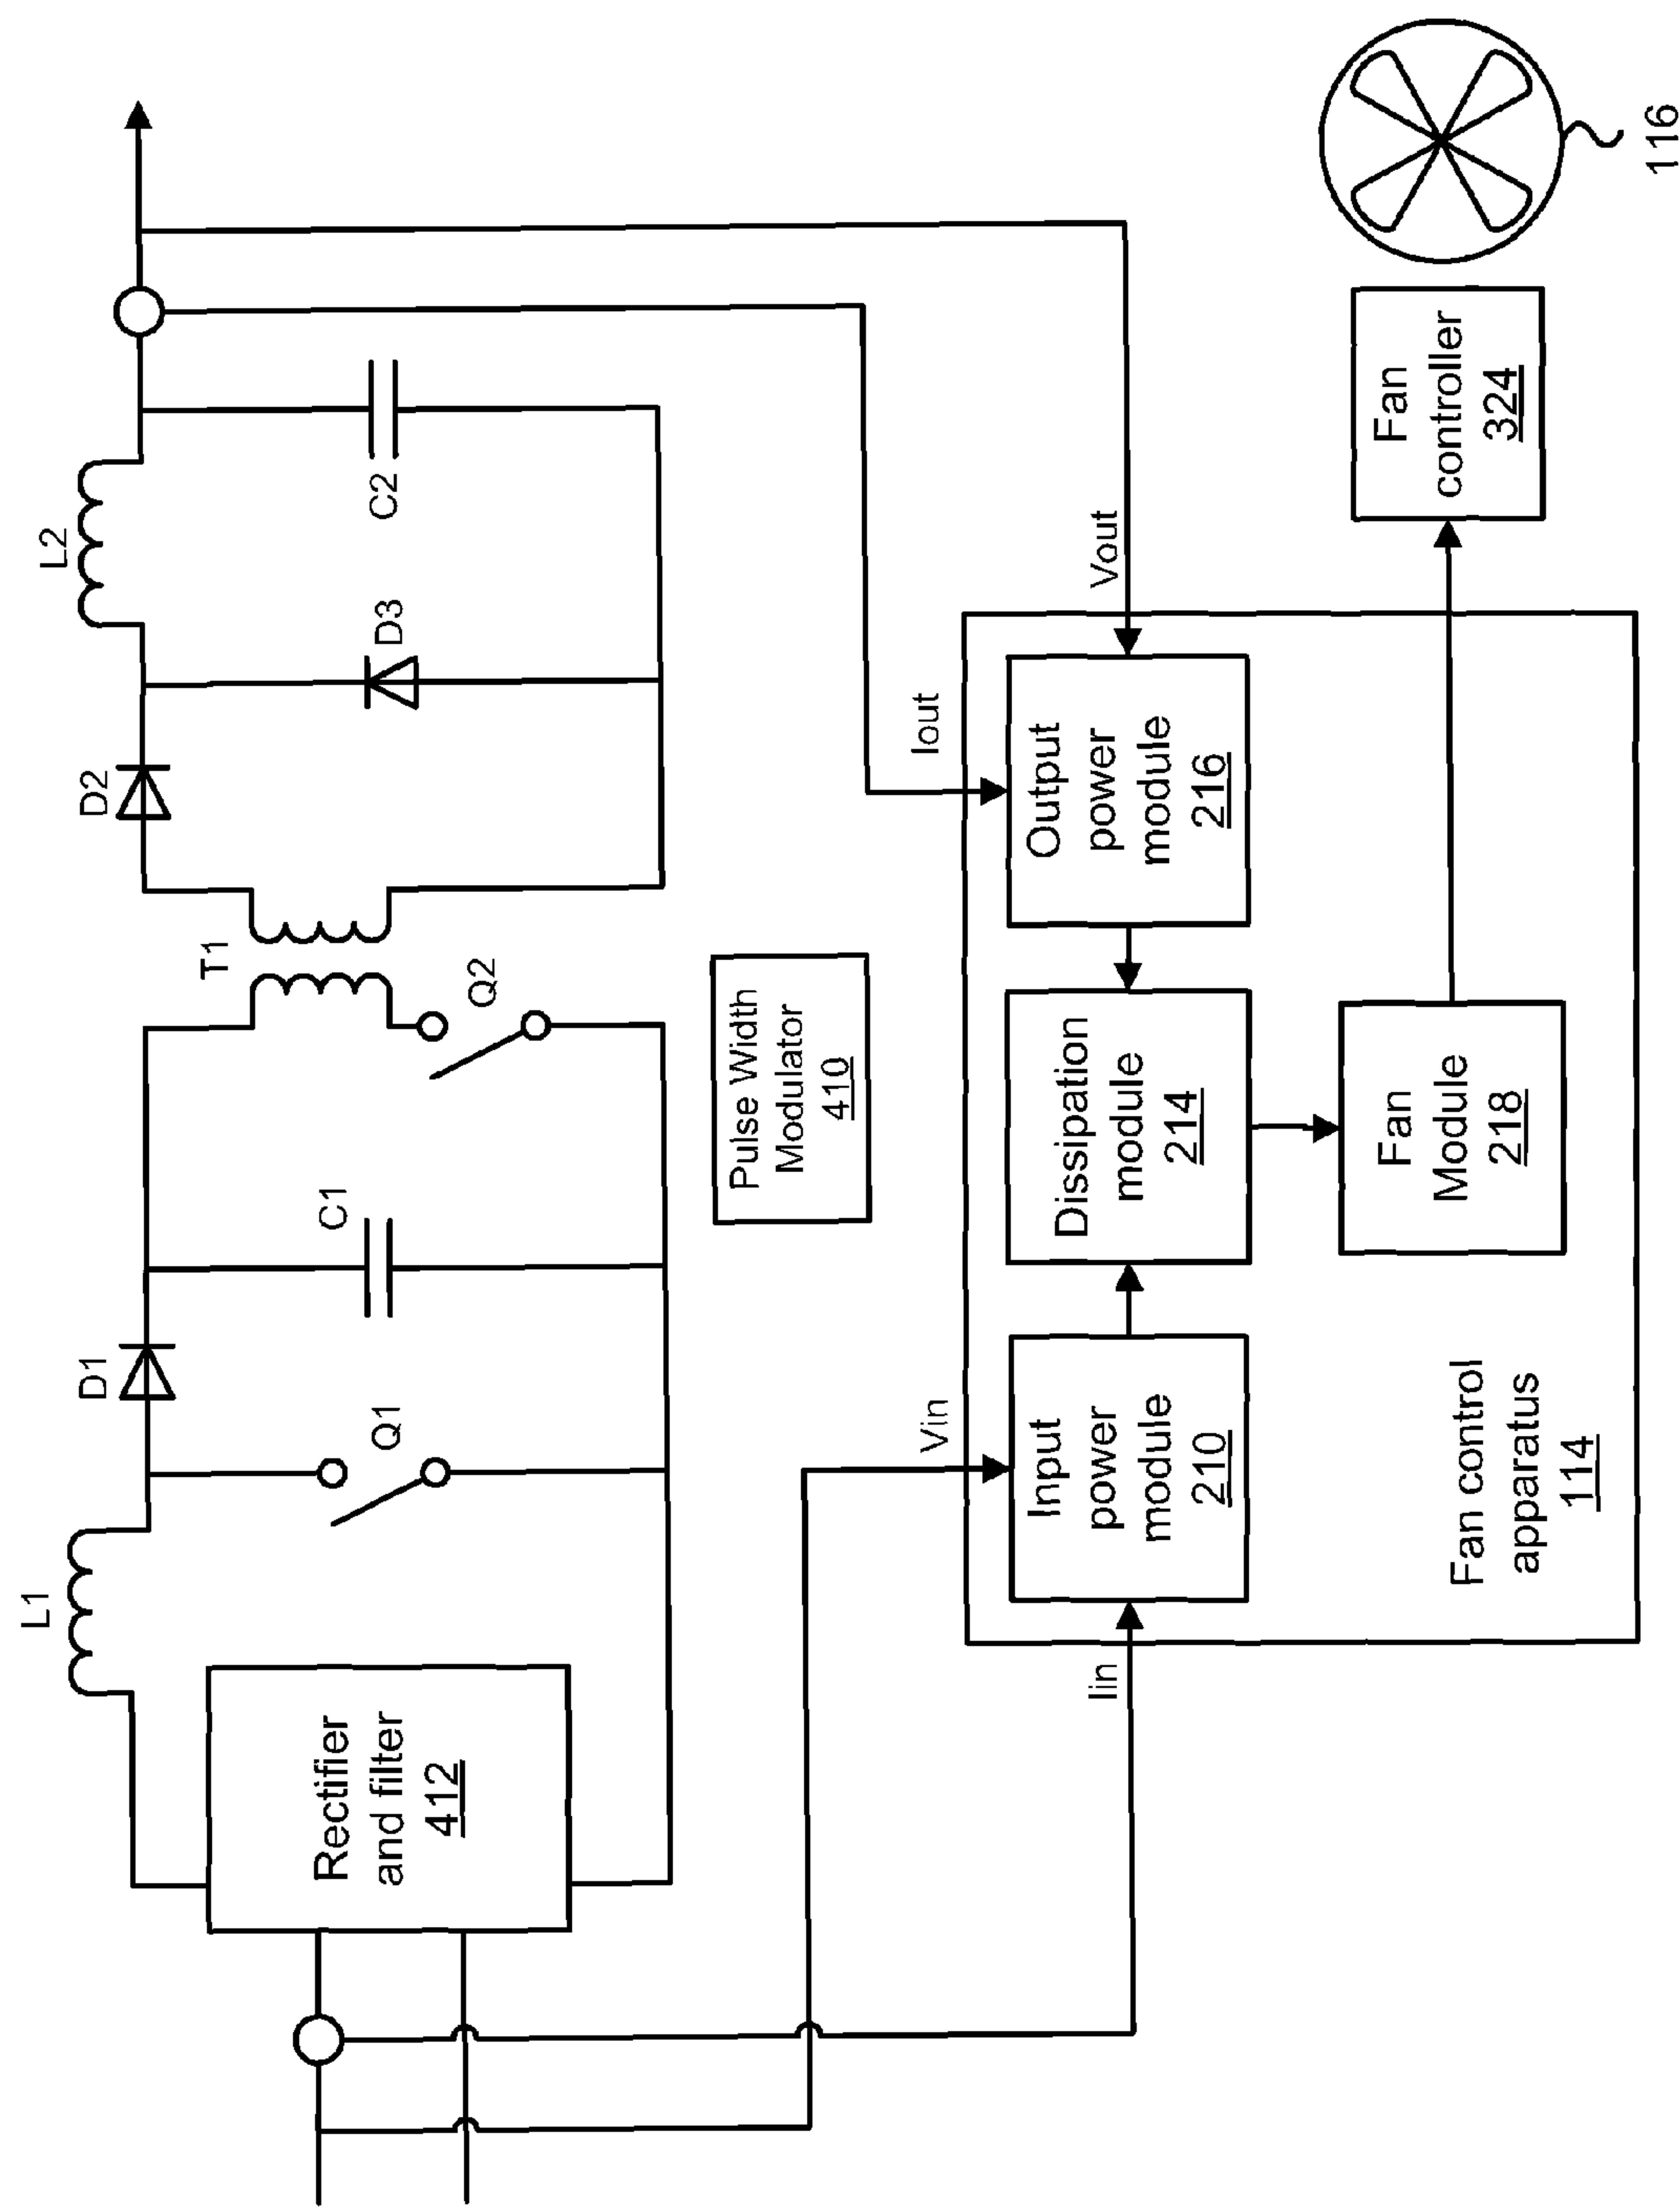 L1
D1
Q1
C1
T1
Q2
D2
L2
D3
C2
Rectifier
and filter
412
Pulse Width
Modulator
410
Vin
Iin
Iout
Vout
Input
power
module
210
Dissipation
module
214
Output
power
module
216
Fan control
apparatus
114
Fan
Module
218
Fan
controller
324
116